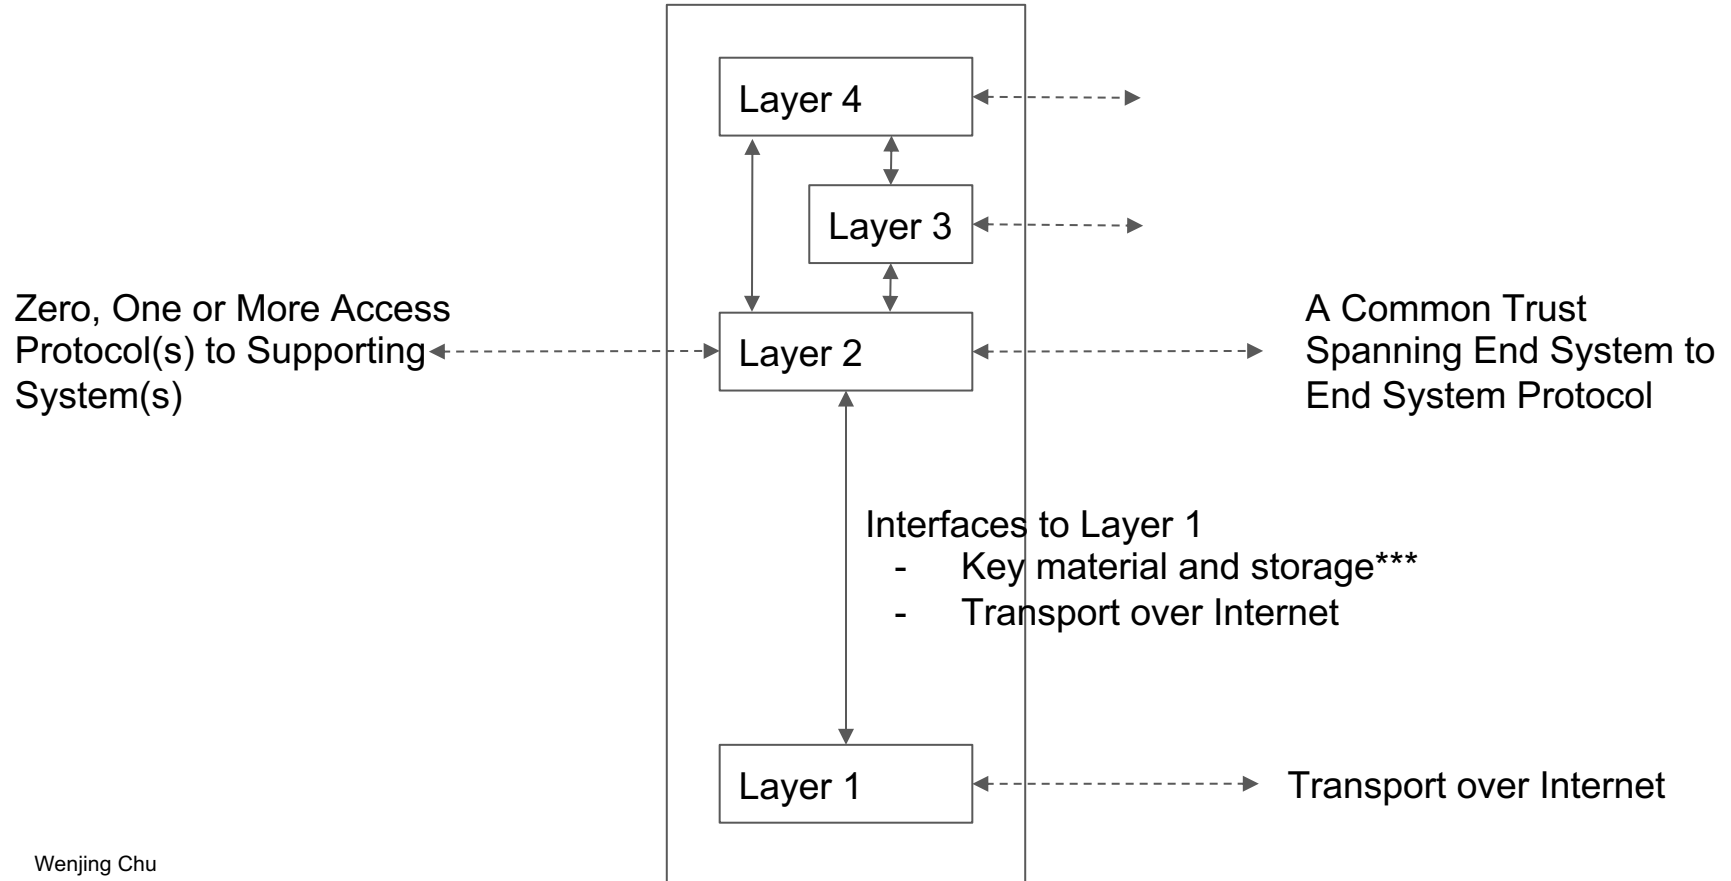 Layer 4
Layer 3
Zero, One or More Access
Protocol(s) to Supporting
System(s)
Layer 2
A Common Trust
Spanning End System to
End System Protocol
Interfaces to Layer 1
- Key material and storage***
- Transport over Internet
Layer 1
Transport over Internet
Wenjing Chu